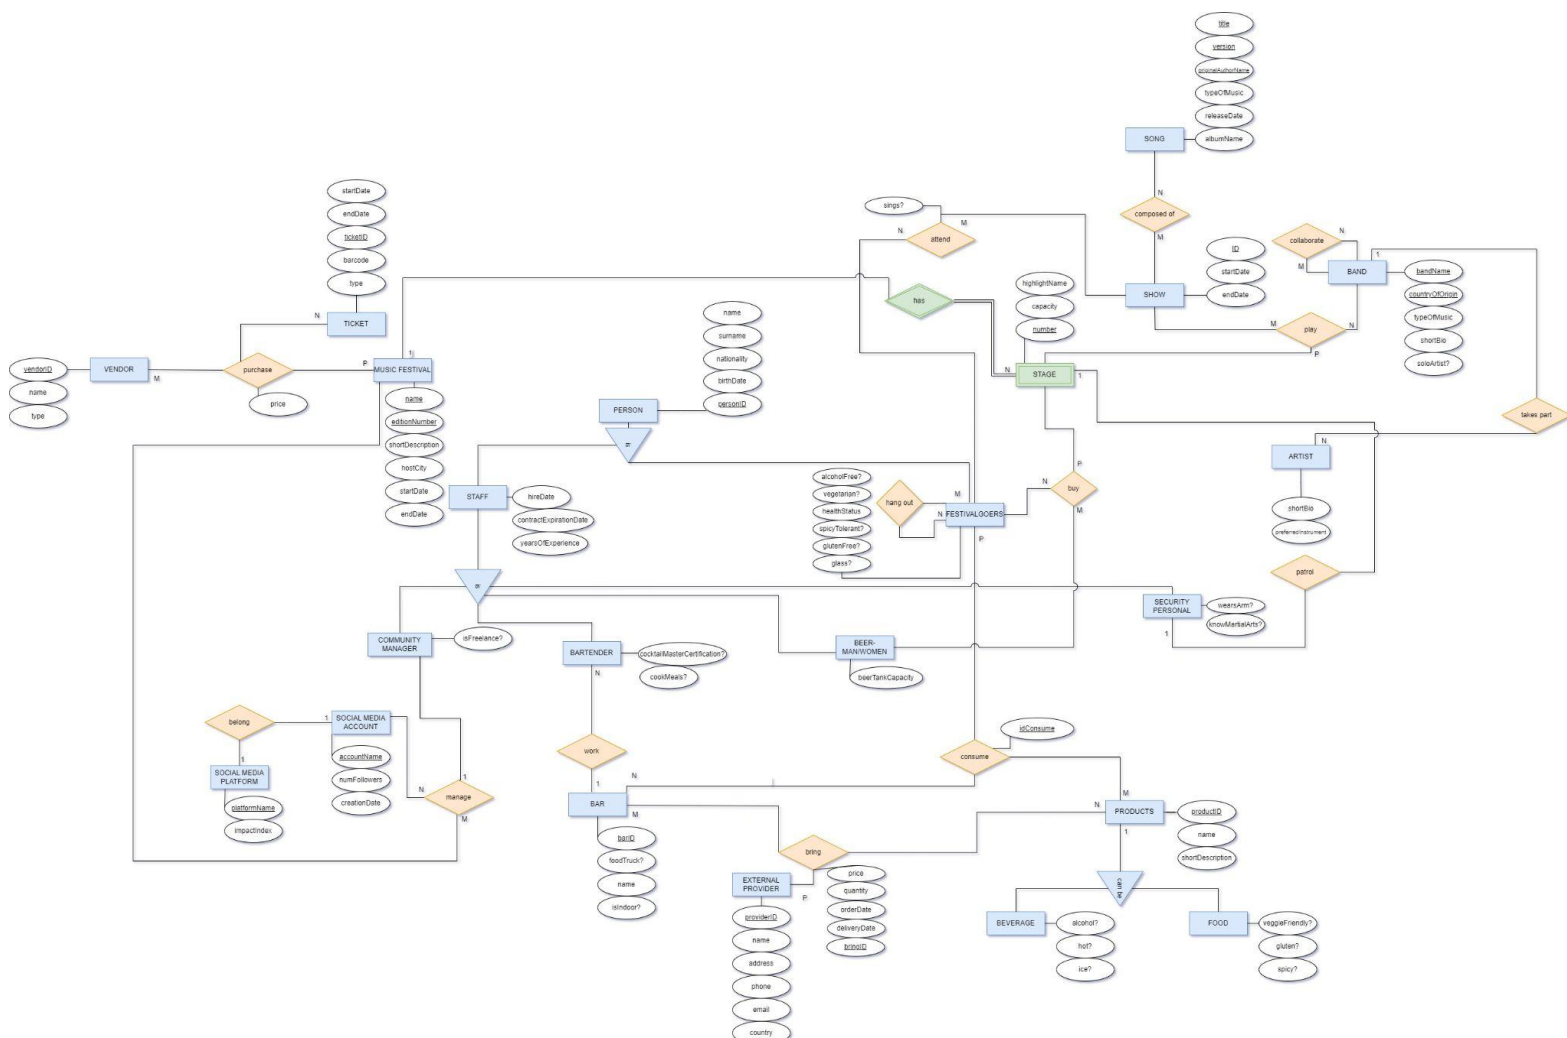 title
version
originalAuthorName
typeOfMusic
releaseDate
albumName
SONG
N
composed of
M
sings?
M
N
attend
ID
startDate
endDate
SHOW
collaborate
N
M
1
BAND
bandName
countryOfOrigin
typeOfMusic
shortBio
soloArtist?
M
play
N
P
takes part
N
ARTIST
shortBio
preferredInstrument
startDate
endDate
ticketID
barcode
type
TICKET
N
vendorID
name
type
VENDOR
M
purchase
price
P
1
MUSIC FESTIVAL
name
editionNumber
shortDescription
hostCity
startDate
endDate
has
highlightName
capacity
number
N
STAGE
1
name
surname
nationality
birthDate
personID
PERSON
STAFF
hireDate
contractExpirationDate
yearsOfExperience
alcoholFree?
vegetarian?
healthStatus
spicyTolerant?
glutenFree?
glass?
hang out
M
N
FESTIVALGOERS
P
N
buy
P
M
patrol
1
SECURITY
PERSONAL
wearsArm?
knowMartialArts?
COMMUNITY
MANAGER
isFreelance?
BARTENDER
cocktailMasterCertification?
cookMeals?
N
BEER-
MAN/WOMEN
beerTankCapacity
belong
1
1
SOCIAL MEDIA
ACCOUNT
accountName
numFollowers
creationDate
SOCIAL MEDIA
PLATFORM
platformName
impactIndex
manage
1
N
M
work
1
N
M
BAR
barID
foodTruck?
name
isIndoor?
idConsume
consume
M
N
PRODUCTS
1
productID
name
shortDescription
bring
P
EXTERNAL
PROVIDER
providerID
name
address
phone
email
country
price
quantity
orderDate
deliveryDate
bringID
can be
BEVERAGE
alcohol?
hot?
ice?
FOOD
veggieFriendly?
gluten?
spicy?